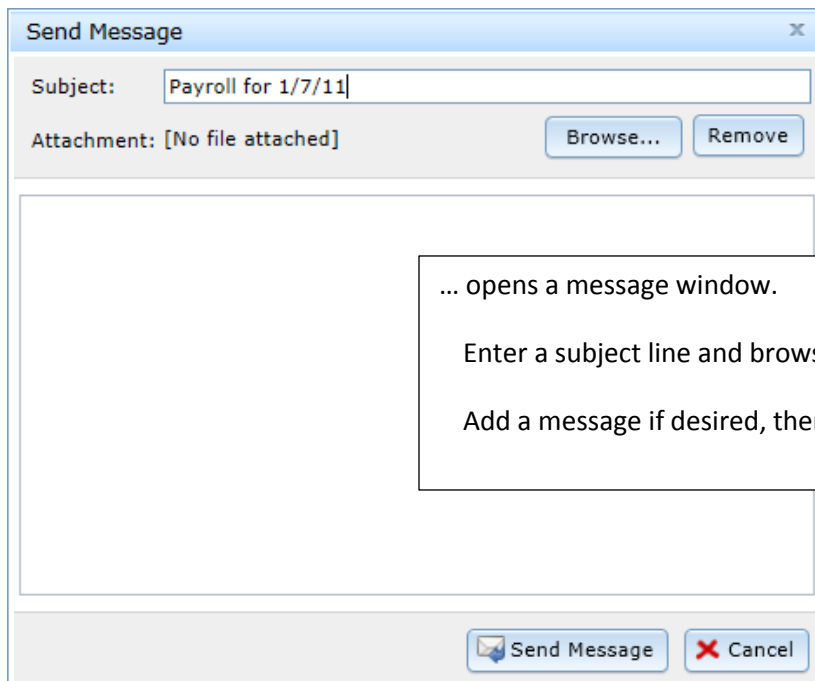 Send Message x
Subject: Payroll for 1/7/11
Attachment: [No file attached] Browse... Remove
... opens a message window.
Enter a subject line and
Add a message if desired,
Send Message Cancel